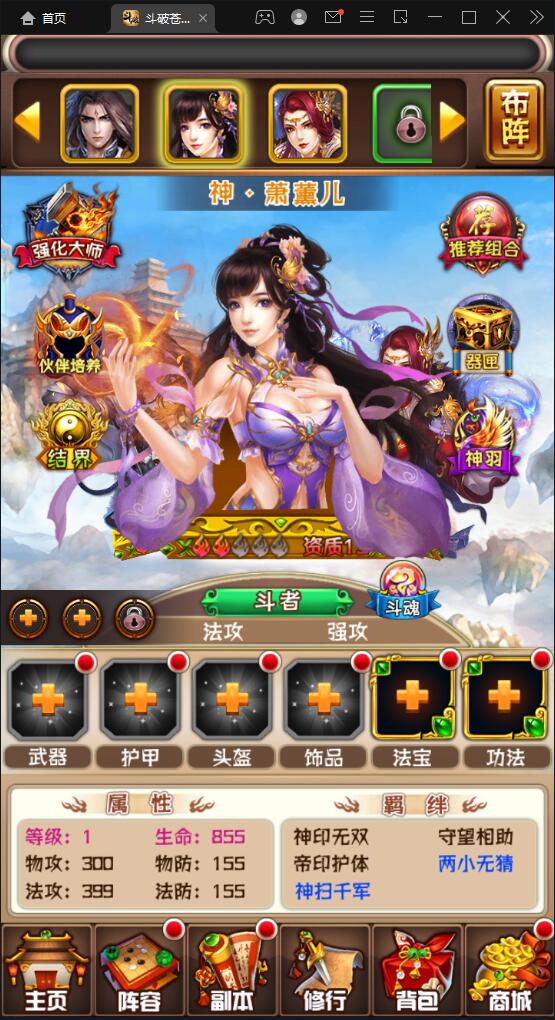 首页
斗破苍...
布阵
神·萧薰儿
强化大师
荐
推荐组合
伙伴培养
器匣
结界
神羽
资质1
斗者
斗魂
法攻 强攻
武器 护甲 头盔 饰品 法宝 功法
属 性
等级：1 生命：855
物攻：300 物防：155
法攻：399 法防：155
羁 绊
神印无双 守望相助
帝印护体 两小无猜
神扫千军
主页 阵容 副本 修行 背包 商城